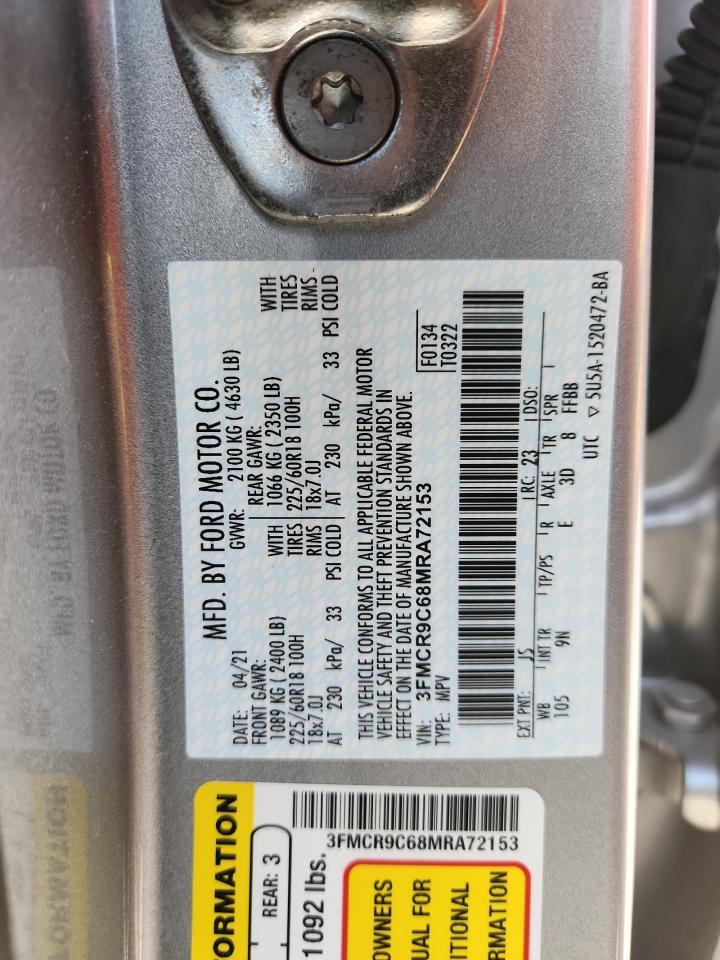 MFD. BY FORD MOTOR CO.
DATE: 04/21 GVWR: 2100 KG ( 4630 LB)
FRONT GAWR: REAR GAWR:
1089 KG ( 2400 LB) WITH 1066 KG ( 2350 LB) WITH
225/60R18 100H TIRES 225/60R18 100H TIRES
18x7.0J RIMS 18x7.0J RIMS
AT 230 kPa/ 33 PSI COLD AT 230 kPa/ 33 PSI COLD
THIS VEHICLE CONFORMS TO ALL APPLICABLE FEDERAL MOTOR
VEHICLE SAFETY AND THEFT PREVENTION STANDARDS IN
EFFECT ON THE DATE OF MANUFACTURE SHOWN ABOVE.
VIN: 3FMCR9C68MRA72153 F0134
TYPE: MPV T0322
EXT PNT: JS RC: 23 DSO:
WB INT TR TP/PS R AXLE TR SPR
105 9N E 3D 8 FFBB
UTC ▽ 5U5A-1520472-BA
ORMATION
REAR: 3
3FMCR9C68MRA72153
1092 lbs.
OWNERS
UAL FOR
ITIONAL
RMATION